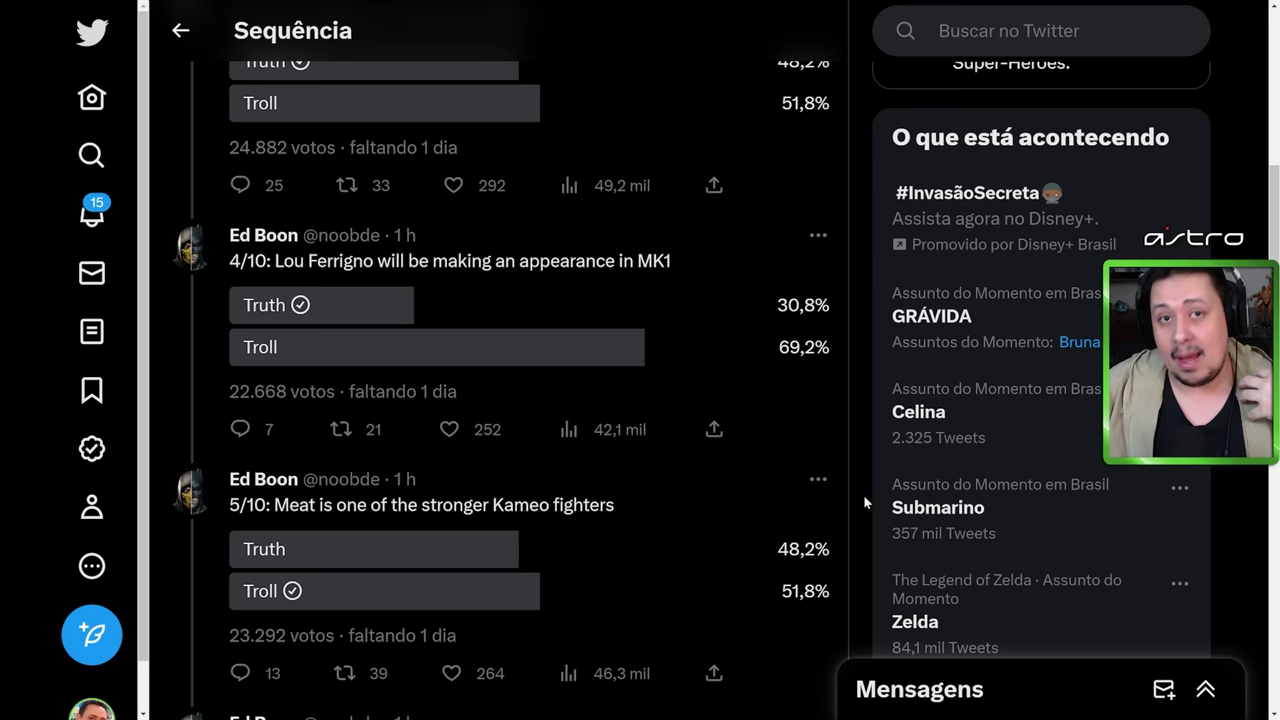 Sequência
Truth
48,2%
Troll
51,8%
24.882 votos · faltando 1 dia
25
33
292
49,2 mil
Ed Boon @noobde · 1 h
4/10: Lou Ferrigno will be making an appearance in MK1
Truth
30,8%
Troll
69,2%
22.668 votos · faltando 1 dia
7
21
252
42,1 mil
Ed Boon @noobde · 1 h
5/10: Meat is one of the stronger Kameo fighters
Truth
48,2%
Troll
51,8%
23.292 votos · faltando 1 dia
13
39
264
46,3 mil
Ed Boon
15
Buscar no Twitter
Super-Heróis.
O que está acontecendo
#InvasãoSecreta
Assista agora no Disney+.
Promovido por Disney+ Brasil
astro
Assunto do Momento em Bras
GRÁVIDA
Assuntos do Momento: Bruna
Assunto do Momento em Bras
Celina
2.325 Tweets
Assunto do Momento em Brasil
Submarino
357 mil Tweets
The Legend of Zelda · Assunto do
Momento
Zelda
84,1 mil Tweets
Mensagens